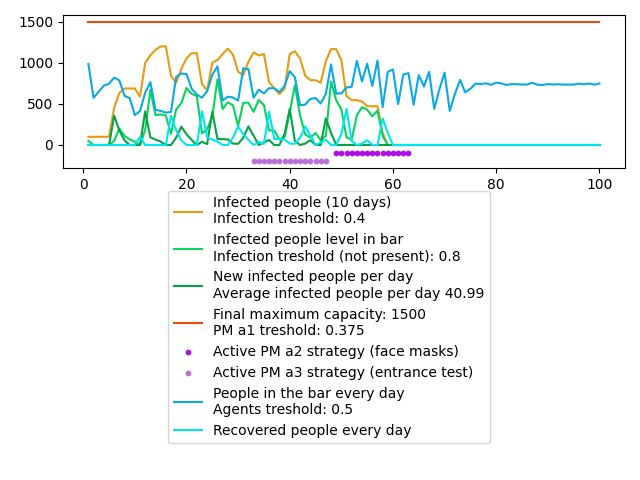 1500
1000
500
0
0
20
40
60
80
100
Infected people (10 days)
Infection treshold: 0.4
Infected people level in bar
Infection treshold (not present): 0.8
New infected people per day
Average infected people per day 40.99
Final maximum capacity: 1500
PM a1 treshold: 0.375
Active PM a2 strategy (face masks)
Active PM a3 strategy (entrance test)
People in the bar every day
Agents treshold: 0.5
Recovered people every day